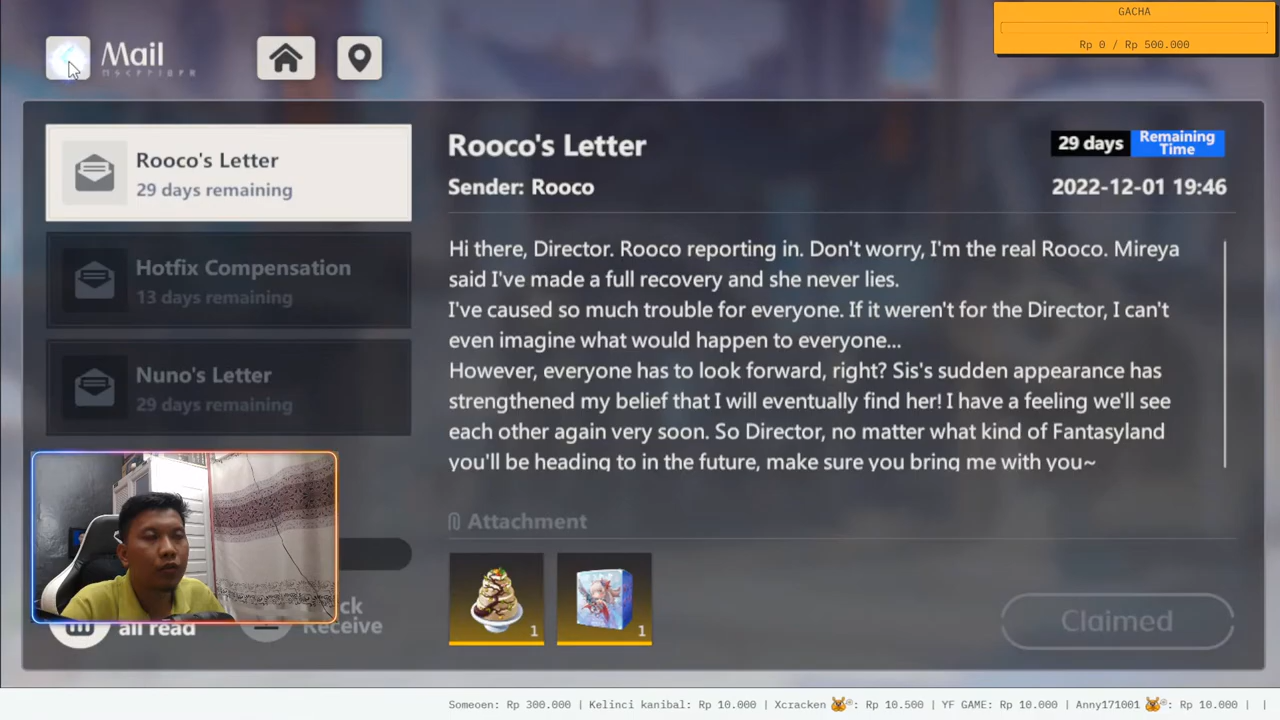 GACHA
Rp 0 / Rp 500.000
Mail
Rooco's Letter
29 days remaining
Hotfix Compensation
13 days remaining
Nuno's Letter
29 days remaining
all read
Receive
Rooco's Letter
29 days
Remaining Time
Sender: Rooco
2022-12-01 19:46
Hi there, Director. Rooco reporting in. Don't worry, I'm the real Rooco. Mireya
said I've made a full recovery and she never lies.
I've caused so much trouble for everyone. If it weren't for the Director, I can't
even imagine what would happen to everyone...
However, everyone has to look forward, right? Sis's sudden appearance has
strengthened my belief that I will eventually find her! I have a feeling we'll see
each other again very soon. So Director, no matter what kind of Fantasyland
you'll be heading to in the future, make sure you bring me with you~
Attachment
1
1
Claimed
Someoen: Rp 300.000 | Kelinci kanibal: Rp 10.000 | Xcracken : Rp 10.500 | YF GAME: Rp 10.000 | Anny171001 : Rp 10.000 | |